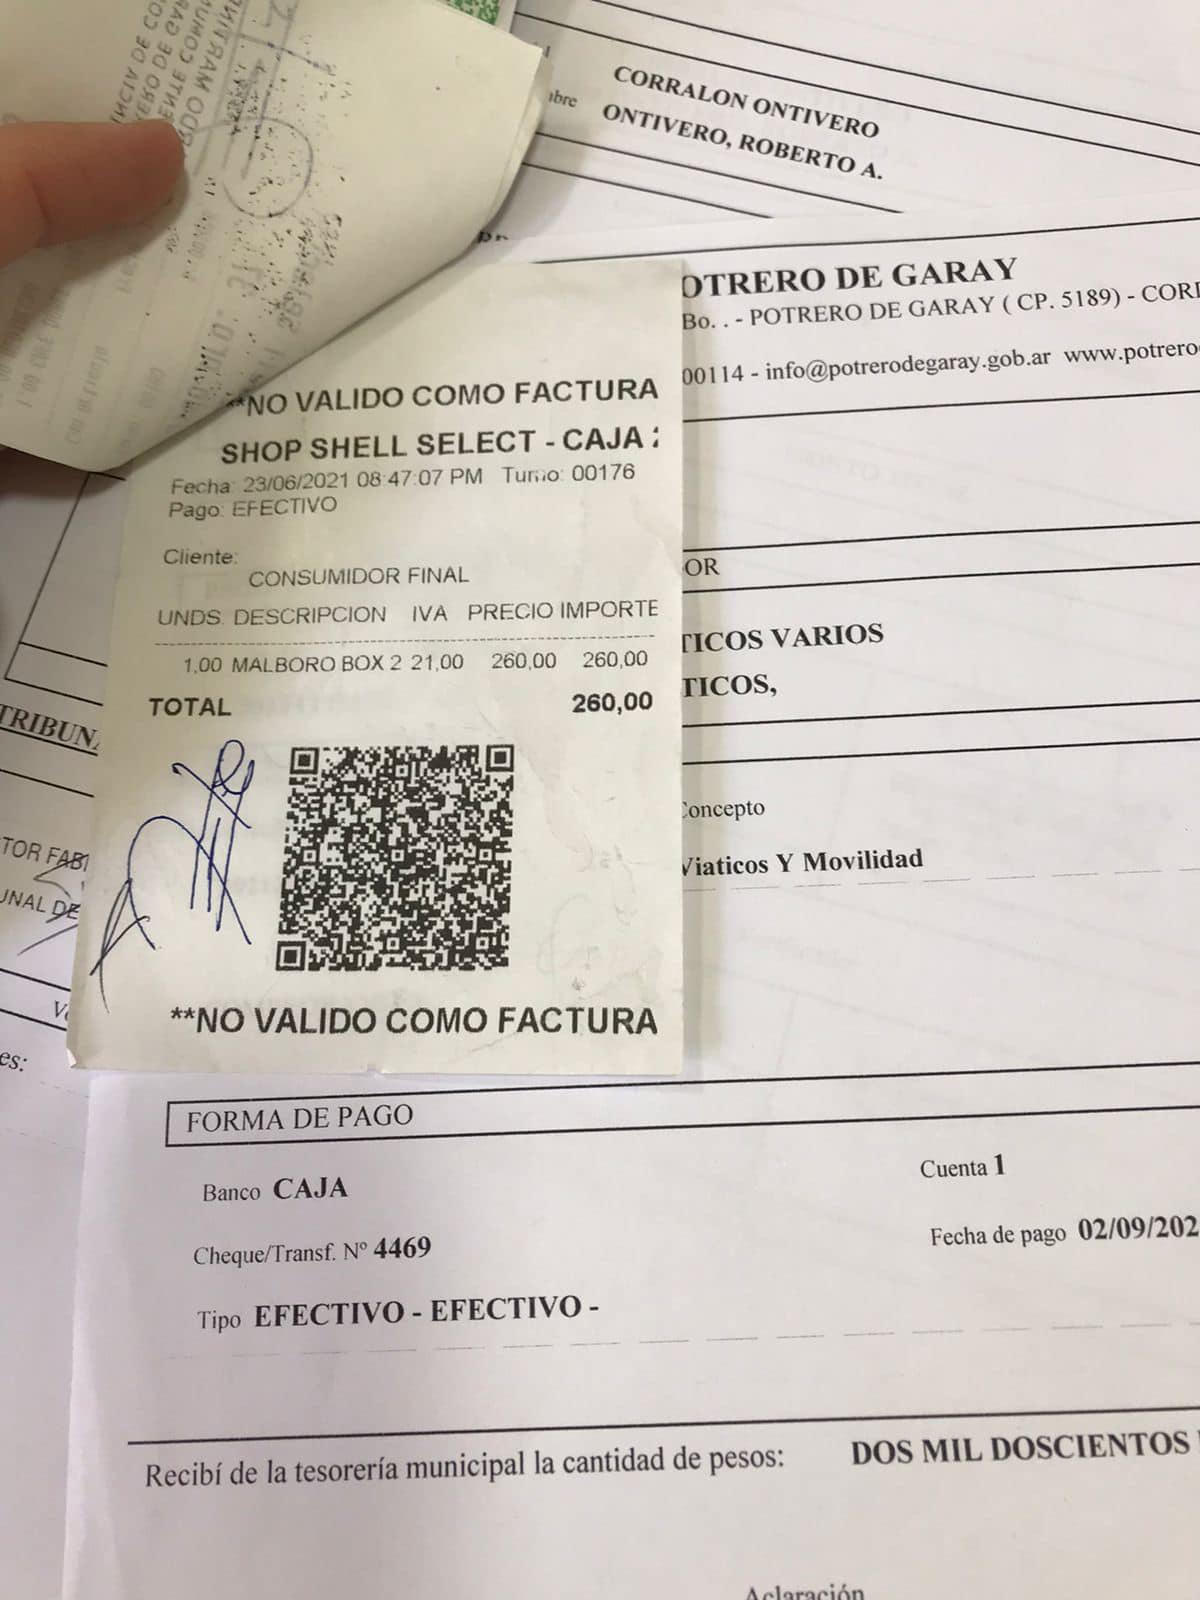 CORRALON ONTIVERO
ONTIVERO, ROBERTO A.
OTRERO DE GARAY
Bo. . - POTRERO DE GARAY ( CP. 5189) - CORD
00114 - info@potrerodegaray.gob.ar www.potrero
**NO VALIDO COMO FACTURA
SHOP SHELL SELECT - CAJA
Fecha: 23/06/2021 08:47:07 PM Turno: 00176
Pago: EFECTIVO
Cliente:
CONSUMIDOR FINAL
UNDS. DESCRIPCION IVA PRECIO IMPORTE
1,00 MALBORO BOX 2 21,00 260,00 260,00
TOTAL 260,00
**NO VALIDO COMO FACTURA
OR
TICOS VARIOS
TICOS,
Concepto
Viaticos Y Movilidad
TRIBUNA
TOR FABI
UNAL DE
es:
FORMA DE PAGO
Banco CAJA
Cuenta 1
Cheque/Transf. Nº 4469
Fecha de pago 02/09/202
Tipo EFECTIVO - EFECTIVO -
Recibí de la tesorería municipal la cantidad de pesos: DOS MIL DOSCIENTOS
Aclaración